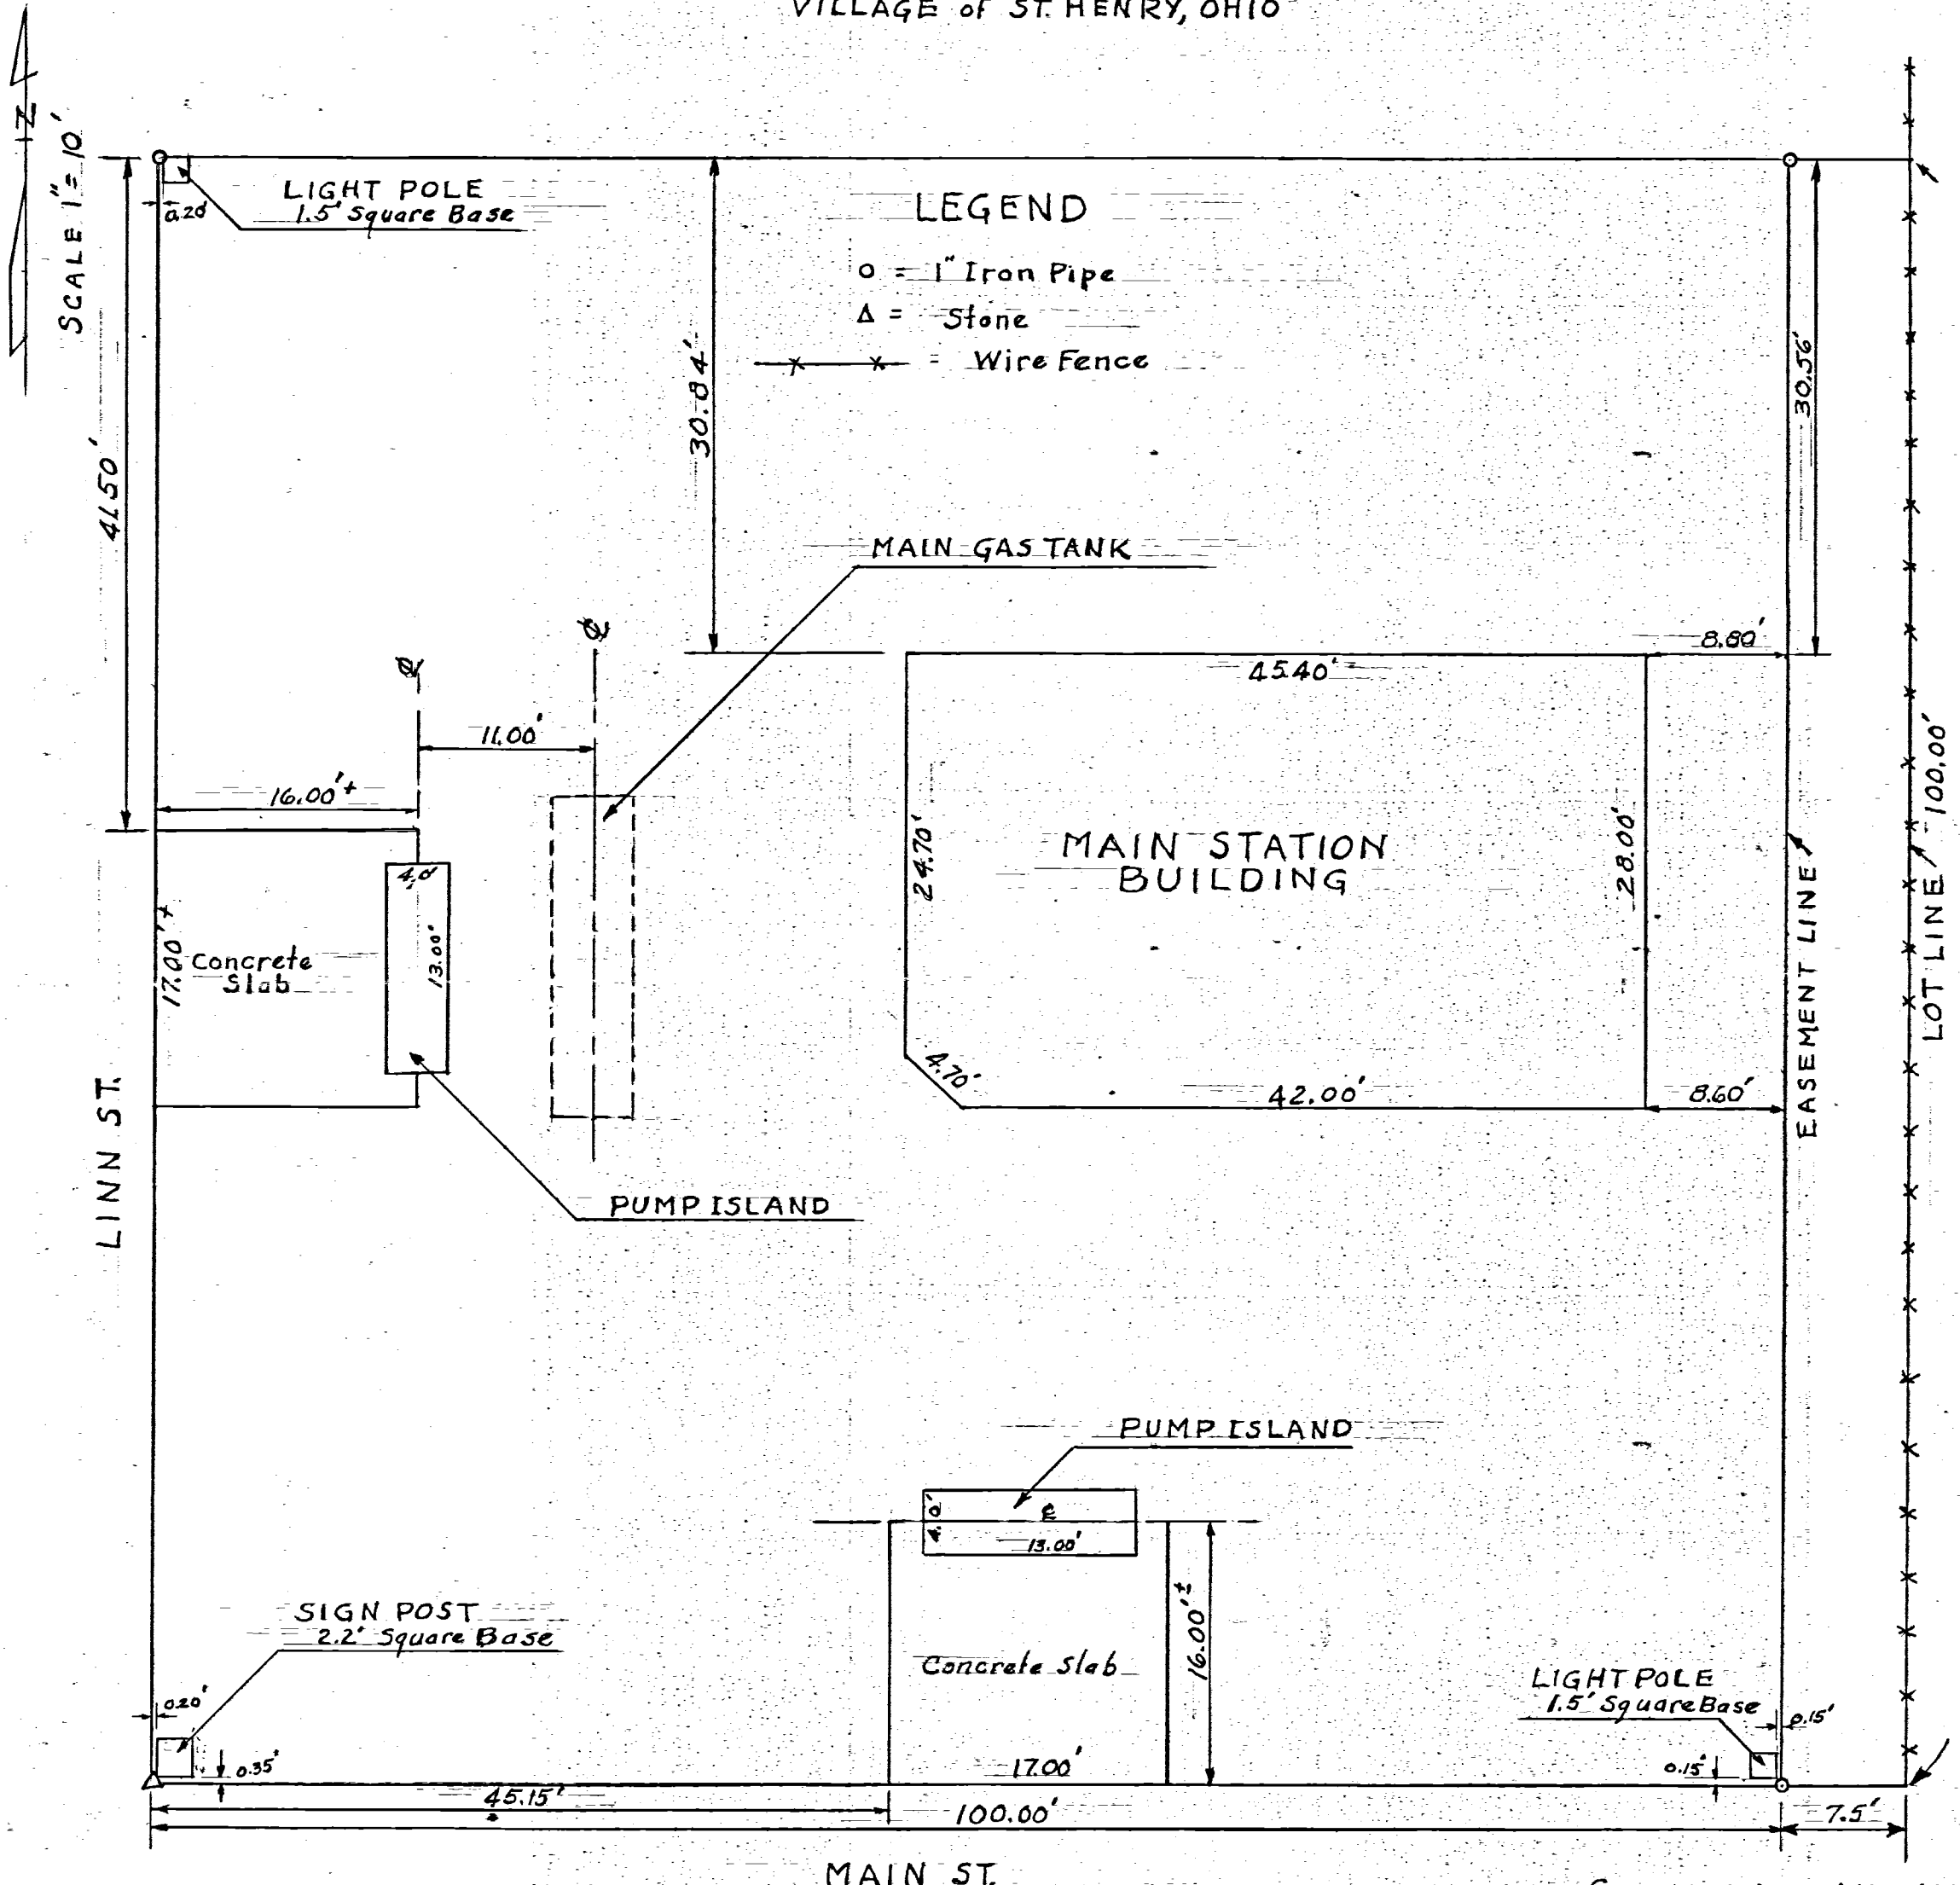 VILLAGE of ST. HENRY, OHIO
N
SCALE 1"= 10'
LIGHT POLE
1.5' Square Base
0.20'
LEGEND
o = 1" Iron Pipe
Δ = Stone
x x = Wire Fence
41.50'
30.84'
30.56'
MAIN GAS TANK
8.80'
45.40'
11.00'
16.00'±
24.70'
MAIN STATION
BUILDING
28.00'
EASEMENT LINE
LOT LINE 100.00'
4.0'
13.00'
17.00'±
Concrete
Slab
4.70'
42.00'
8.60'
LINN ST.
PUMP ISLAND
PUMP ISLAND
4.0'
13.00'
16.00'±
SIGN POST
2.2' Square Base
Concrete Slab
LIGHT POLE
1.5' Square Base
0.20'
0.15'
0.35'
17.00'
0.15'
45.15'
100.00'
7.5'
MAIN ST.